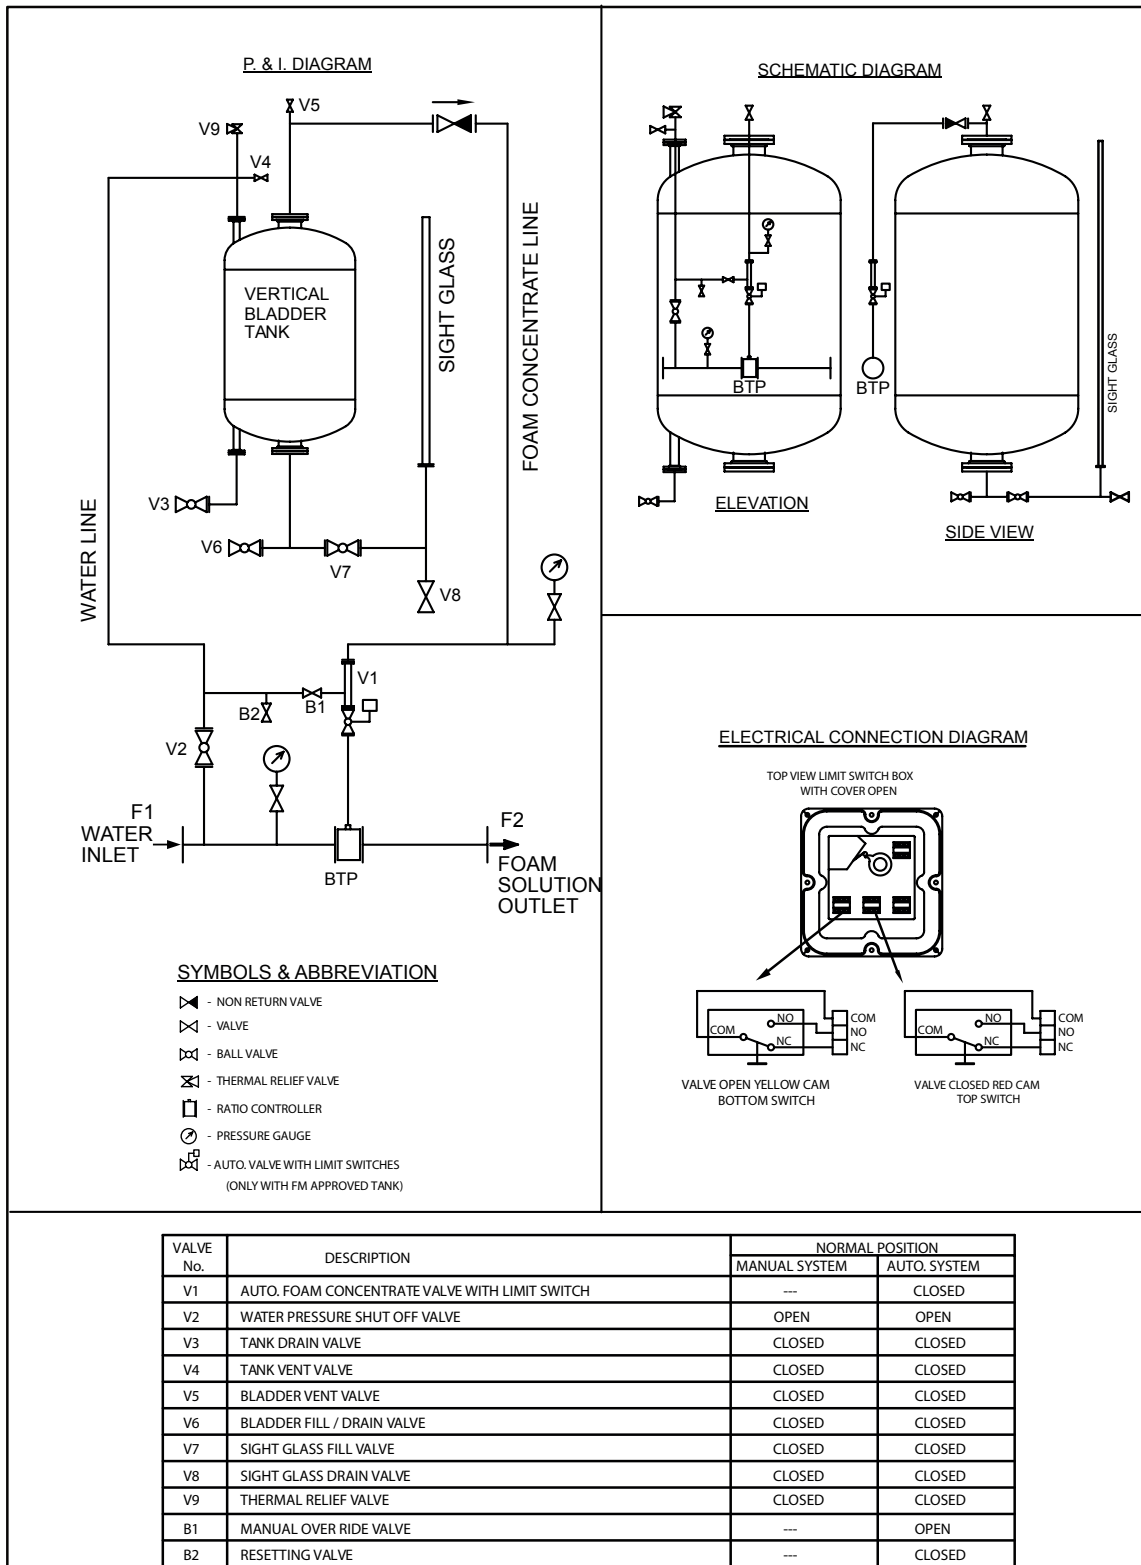 P. & I. DIAGRAM
V5
V9
V4
VERTICAL
BLADDER
TANK
SIGHT GLASS
FOAM CONCENTRATE LINE
WATER LINE
V3
V6
V7
V8
V1
B1
B2
V2
F1
WATER
INLET
BTP
F2
FOAM
SOLUTION
OUTLET
SYMBOLS & ABBREVIATION
- NON RETURN VALVE
- VALVE
- BALL VALVE
- THERMAL RELIEF VALVE
- RATIO CONTROLLER
- PRESSURE GAUGE
- AUTO. VALVE WITH LIMIT SWITCHES
(ONLY WITH FM APPROVED TANK)
SCHEMATIC DIAGRAM
BTP
BTP
SIGHT GLASS
ELEVATION
SIDE VIEW
ELECTRICAL CONNECTION DIAGRAM
TOP VIEW LIMIT SWITCH BOX
WITH COVER OPEN
COM
NO
NC
COM
NO
NC
VALVE OPEN YELLOW CAM
BOTTOM SWITCH
COM
NO
NC
COM
NO
NC
VALVE CLOSED RED CAM
TOP SWITCH
VALVE No. DESCRIPTION NORMAL POSITION
MANUAL SYSTEM AUTO. SYSTEM
V1 AUTO. FOAM CONCENTRATE VALVE WITH LIMIT SWITCH --- CLOSED
V2 WATER PRESSURE SHUT OFF VALVE OPEN OPEN
V3 TANK DRAIN VALVE CLOSED CLOSED
V4 TANK VENT VALVE CLOSED CLOSED
V5 BLADDER VENT VALVE CLOSED CLOSED
V6 BLADDER FILL / DRAIN VALVE CLOSED CLOSED
V7 SIGHT GLASS FILL VALVE CLOSED CLOSED
V8 SIGHT GLASS DRAIN VALVE CLOSED CLOSED
V9 THERMAL RELIEF VALVE CLOSED CLOSED
B1 MANUAL OVER RIDE VALVE --- OPEN
B2 RESETTING VALVE --- CLOSED